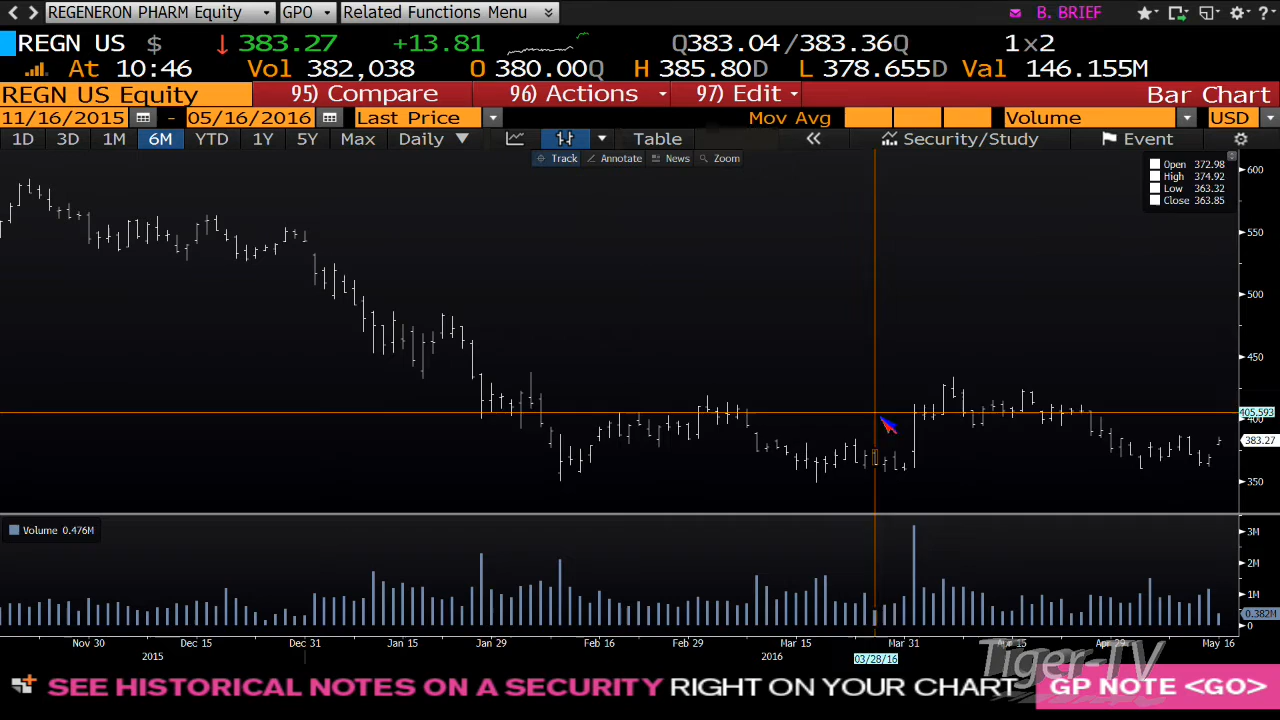 REGENERON PHARM Equity GPO Related Functions Menu B. BRIEF
REGN US $ ↓ 383.27 +13.81 Q383.04/383.36Q 1x2
At 10:46 Vol 382,038 O 380.00Q H 385.80D L 378.655D Val 146.155M
REGN US Equity 95) Compare 96) Actions 97) Edit Bar Chart
11/16/2015 - 05/16/2016 Last Price Mov Avg Volume USD
1D 3D 1M 6M YTD 1Y 5Y Max Daily Table Security/Study Event
Track Annotate News Zoom
Open 372.98
High 374.92
Low 363.32
Close 363.85
600
550
500
450
405.593
400
383.27
350
Volume 0.476M
3M
2M
1M
0.382M
0
Nov 30 Dec 15 Dec 31 Jan 15 Jan 29 Feb 16 Feb 29 Mar 15 Mar 31 Apr 15 Apr 29 May 16
2015 2016 03/28/16
Tiger-TV
SEE HISTORICAL NOTES ON A SECURITY RIGHT ON YOUR CHART GP NOTE <GO>